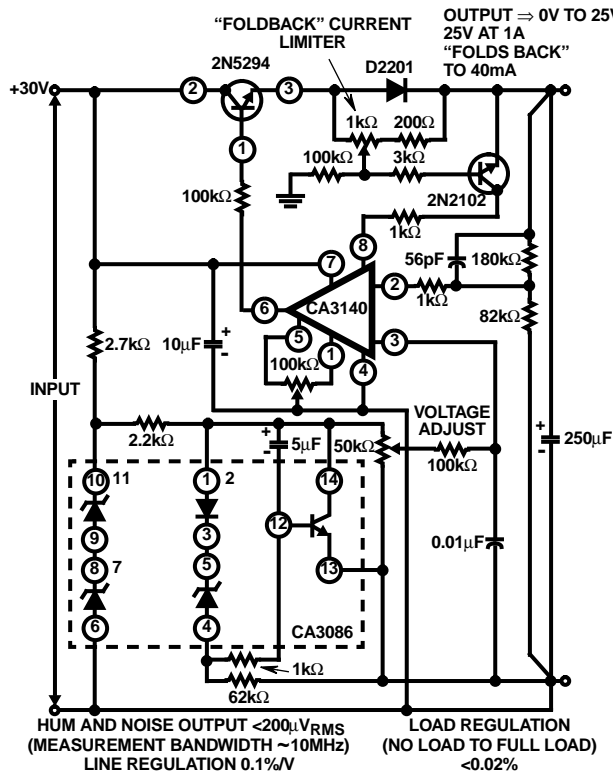 "FOLDBACK" CURRENT
LIMITER
OUTPUT ⇒ 0V TO 25V
25V AT 1A
"FOLDS BACK"
TO 40mA
2N5294
D2201
+30V
2
3
1kΩ
200Ω
1
100kΩ
3kΩ
100kΩ
2N2102
8
1kΩ
7
56pF
180kΩ
2
6
CA3140
1kΩ
2.7kΩ
10µF
+
-
5
82kΩ
3
1
100kΩ
4
INPUT
VOLTAGE
ADJUST
2.2kΩ
+
-
5µF
50kΩ
100kΩ
+
-
250µF
10
11
1
2
14
9
3
12
0.01µF
8
7
5
13
6
4
CA3086
1kΩ
62kΩ
HUM AND NOISE OUTPUT <200µVRMS
(MEASUREMENT BANDWIDTH ~10MHz)
LINE REGULATION 0.1%/V
LOAD REGULATION
(NO LOAD TO FULL LOAD)
<0.02%